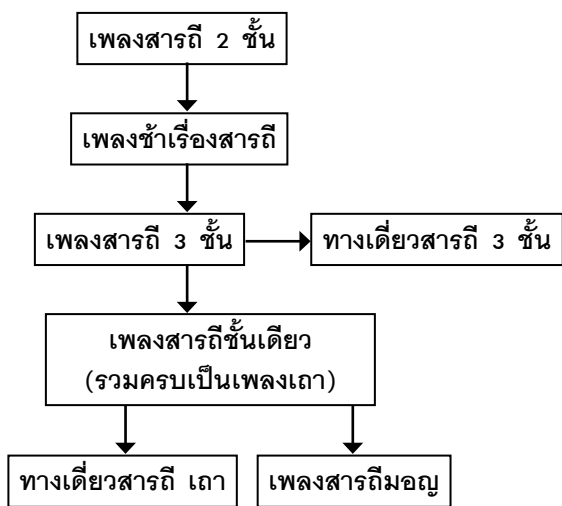 เพลงสารถี 2 ชั้น
เพลงช้าเรื่องสารถี
เพลงสารถี 3 ชั้น
ทางเดี่ยวสารถี 3 ชั้น
เพลงสารถีชั้นเดียว
(รวมครบเป็นเพลงเถา)
ทางเดี่ยวสารถี เถา
เพลงสารถีมอญ